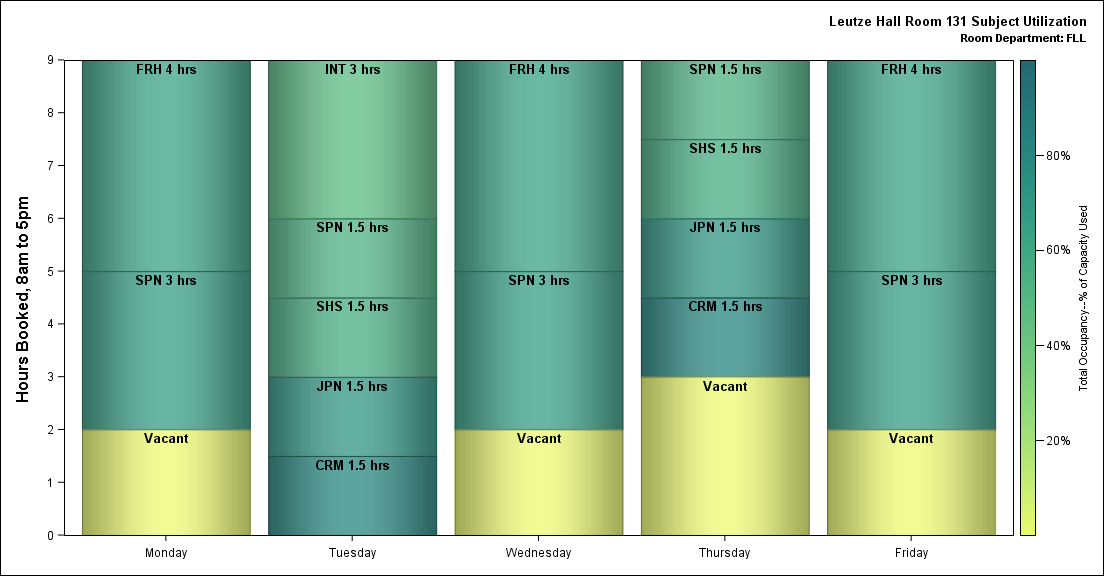 Leutze Hall Room 131 Subject Utilization
Room Department: FLL
Hours Booked, 8am to 5pm
9
8
7
6
5
4
3
2
1
0
FRH 4 hrs
SPN 3 hrs
Vacant
INT 3 hrs
SPN 1.5 hrs
SHS 1.5 hrs
JPN 1.5 hrs
CRM 1.5 hrs
FRH 4 hrs
SPN 3 hrs
Vacant
SPN 1.5 hrs
SHS 1.5 hrs
JPN 1.5 hrs
CRM 1.5 hrs
Vacant
FRH 4 hrs
SPN 3 hrs
Vacant
Monday
Tuesday
Wednesday
Thursday
Friday
80%
60%
40%
20%
Total Occupancy--% of Capacity Used